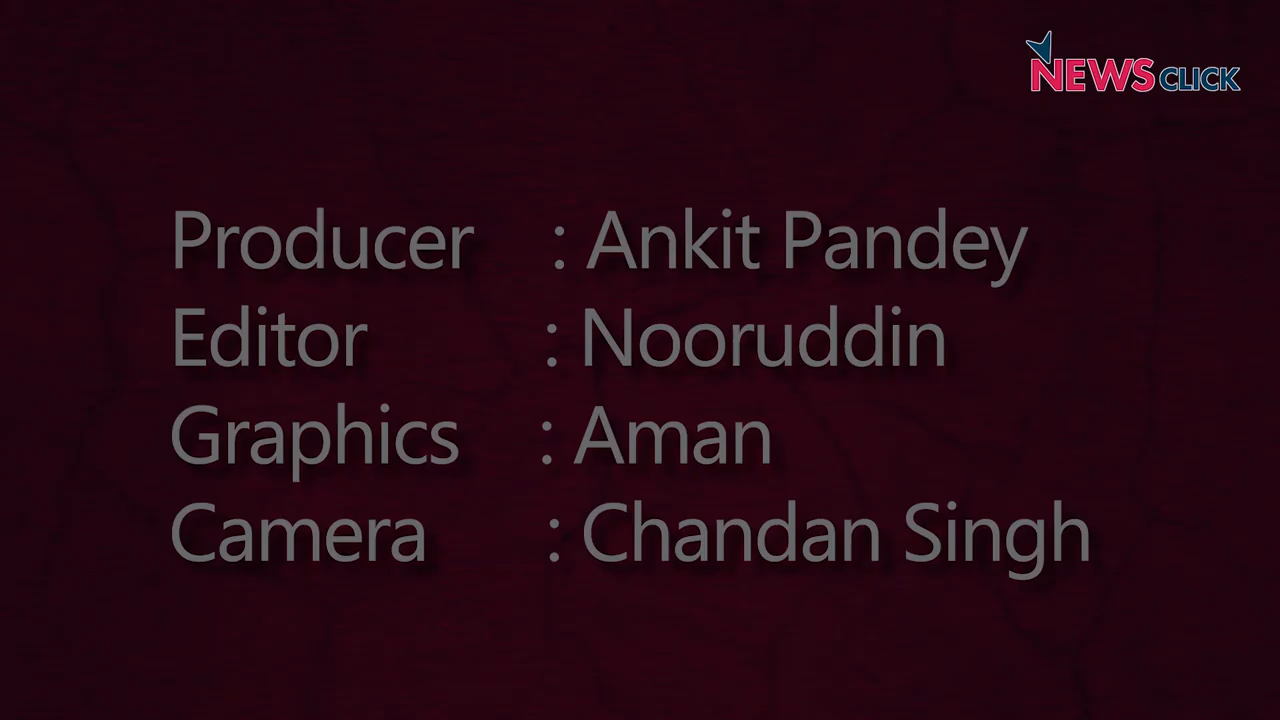 NEWSCLICK
Producer : Ankit Pandey
Editor : Nooruddin
Graphics : Aman
Camera : Chandan Singh